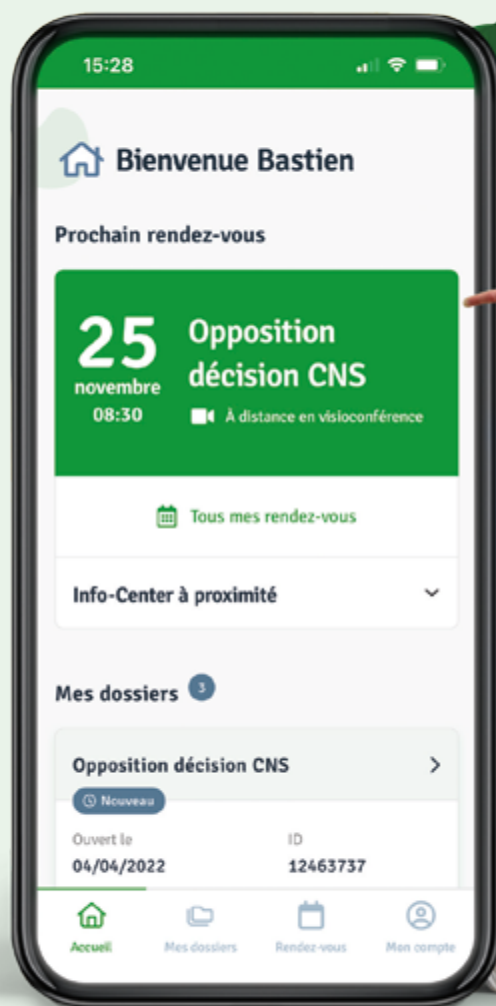 15:28
Bienvenue Bastien
Prochain rendez-vous
25
novembre
08:30
Opposition
décision CNS
À distance en visioconférence
Tous mes rendez-vous
Info-Center à proximité
Mes dossiers 3
Opposition décision CNS
Nouveau
Ouvert le
04/04/2022
ID
12463737
Accueil
Mes dossiers
Rendez-vous
Mon compte